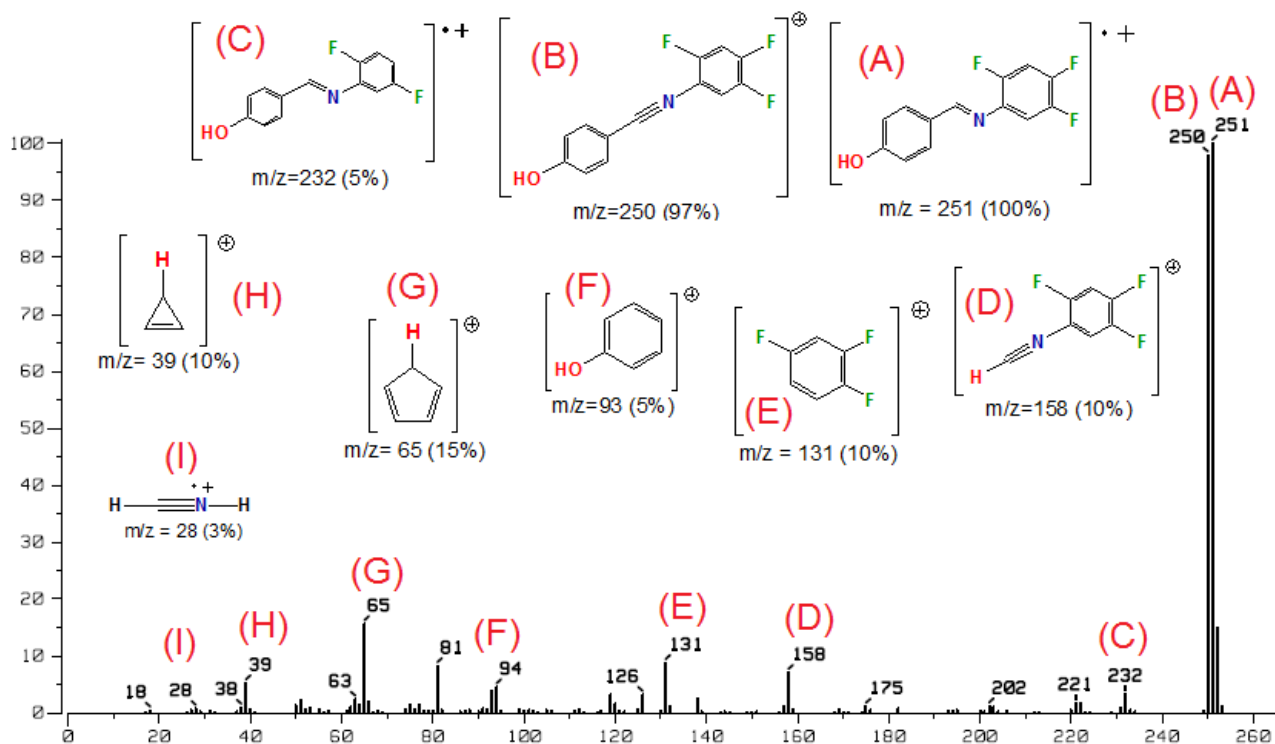 (C)
F
N
F
HO
• +
m/z=232 (5%)
(B)
F
F
N
F
HO
⊕
m/z=250 (97%)
(A)
F
F
N
F
HO
• +
m/z = 251 (100%)
(B) (A)
250 251
H
⊕
(H)
m/z= 39 (10%)
(G)
H
⊕
m/z= 65 (15%)
(F)
HO
⊕
m/z=93 (5%)
F
F
F
(E)
⊕
m/z = 131 (10%)
(D)
F
F
N
F
H
⊕
m/z=158 (10%)
(I)
• +
H N H
m/z = 28 (3%)
100
90
80
70
60
50
40
30
20
10
0
(I)
(H)
(G)
(F)
(E)
(D)
(C)
18
28
38
39
63
65
81
94
126
131
158
175
202
221
232
0 20 40 60 80 100 120 140 160 180 200 220 240 260